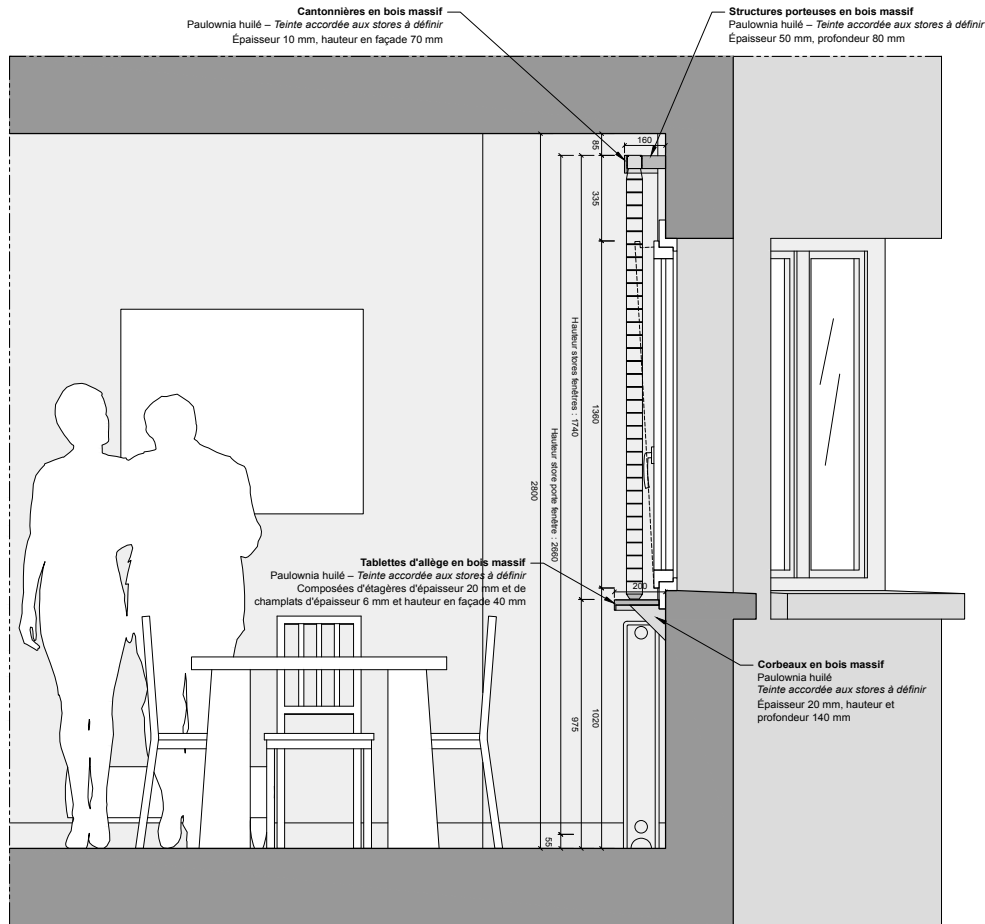 Cantonnières en bois massif
Paulownia huilé – Teinte accordée aux stores à définir
Épaisseur 10 mm, hauteur en façade 70 mm
Structures porteuses en bois massif
Paulownia huilé – Teinte accordée aux stores à définir
Épaisseur 50 mm, profondeur 80 mm
160
85
335
Hauteur stores fenêtres : 1740
1360
Hauteur store porte fenêtre : 2660
2800
Tablettes d'allège en bois massif
Paulownia huilé – Teinte accordée aux stores à définir
Composées d'étagères d'épaisseur 20 mm et de
champlats d'épaisseur 6 mm et hauteur en façade 40 mm
200
Corbeaux en bois massif
Paulownia huilé
Teinte accordée aux stores à définir
Épaisseur 20 mm, hauteur et
profondeur 140 mm
1020
975
55